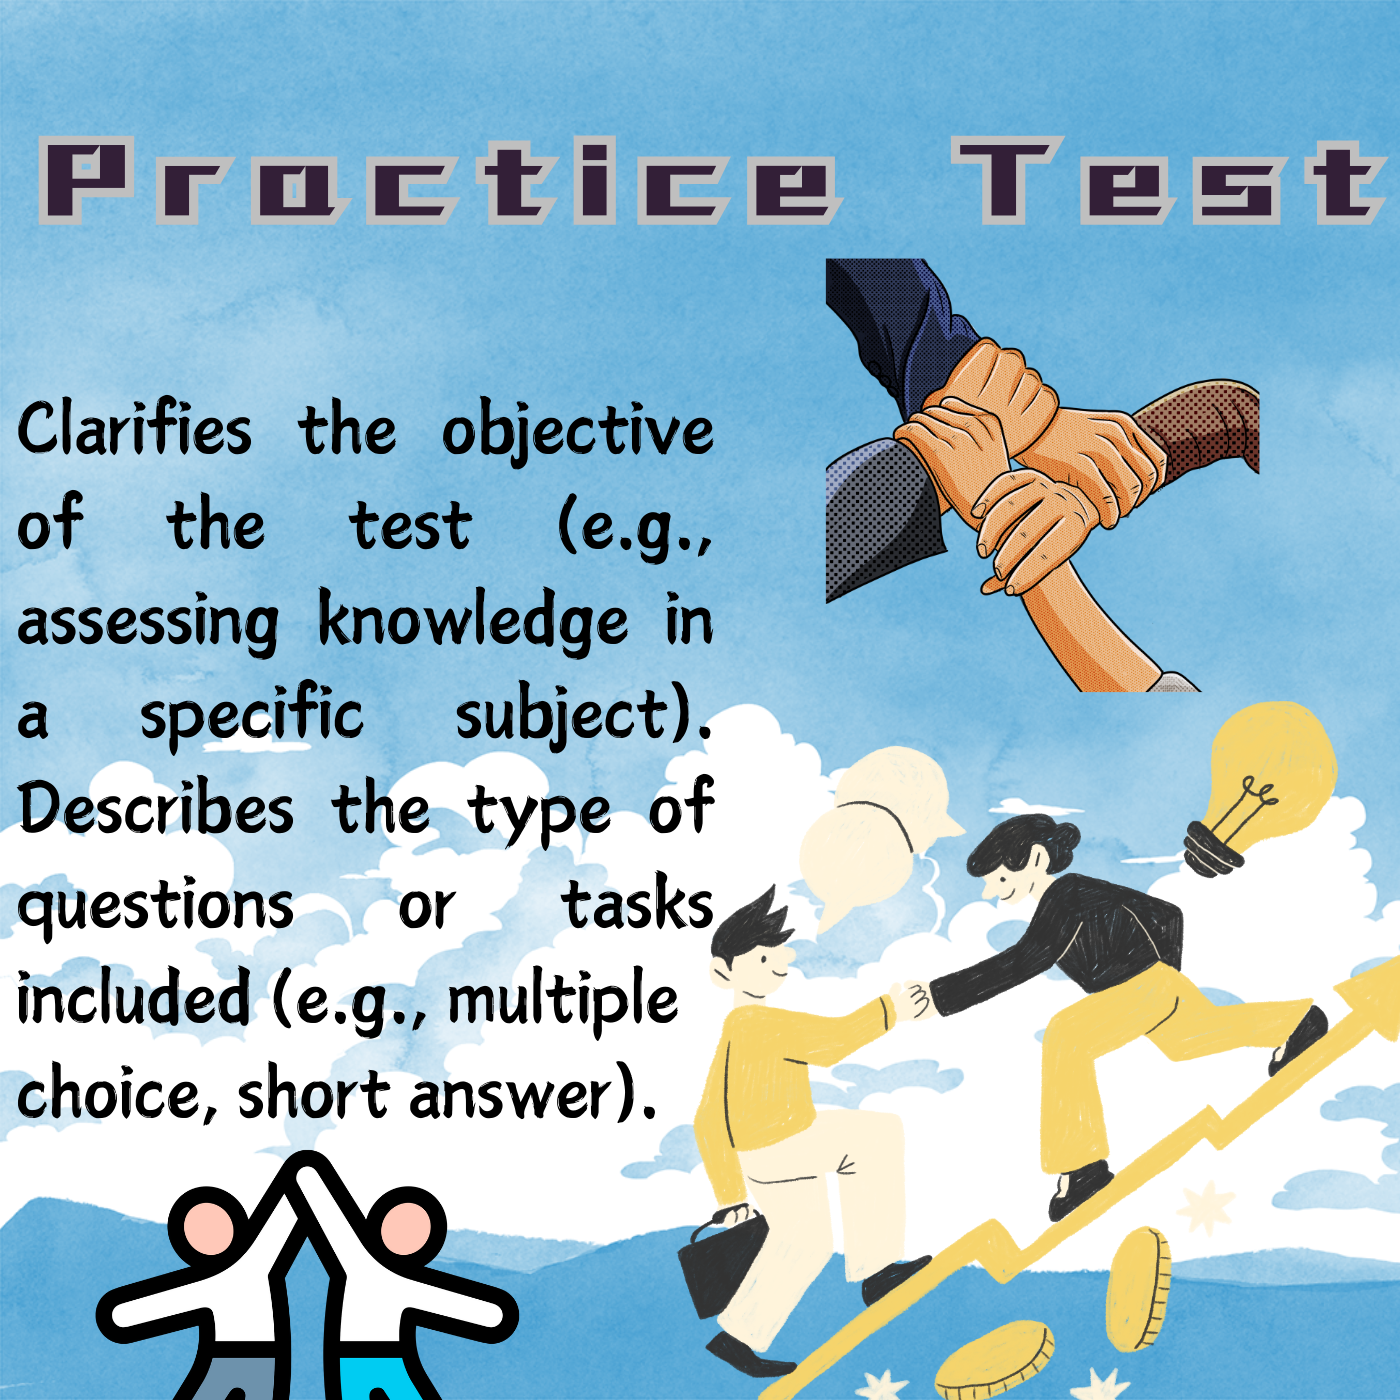 Practice Test
Clarifies the objective
of the test (e.g.,
assessing knowledge in
a specific subject).
Describes the type of
questions or tasks
included (e.g., multiple
choice, short answer).